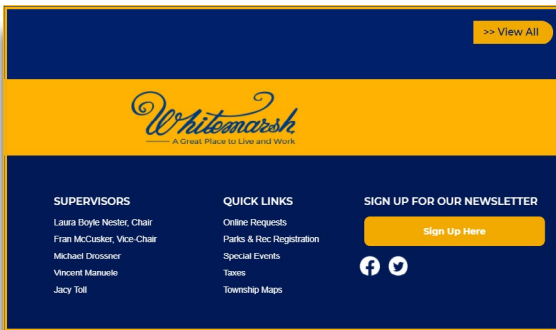 >> View All
Whitemarsh
A Great Place to Live and Work
SUPERVISORS
Laura Boyle Nester, Chair
Fran McCusker, Vice-Chair
Michael Drossner
Vincent Manuele
Jacy Toll
QUICK LINKS
Online Requests
Parks & Rec Registration
Special Events
Taxes
Township Maps
SIGN UP FOR OUR NEWSLETTER
Sign Up Here